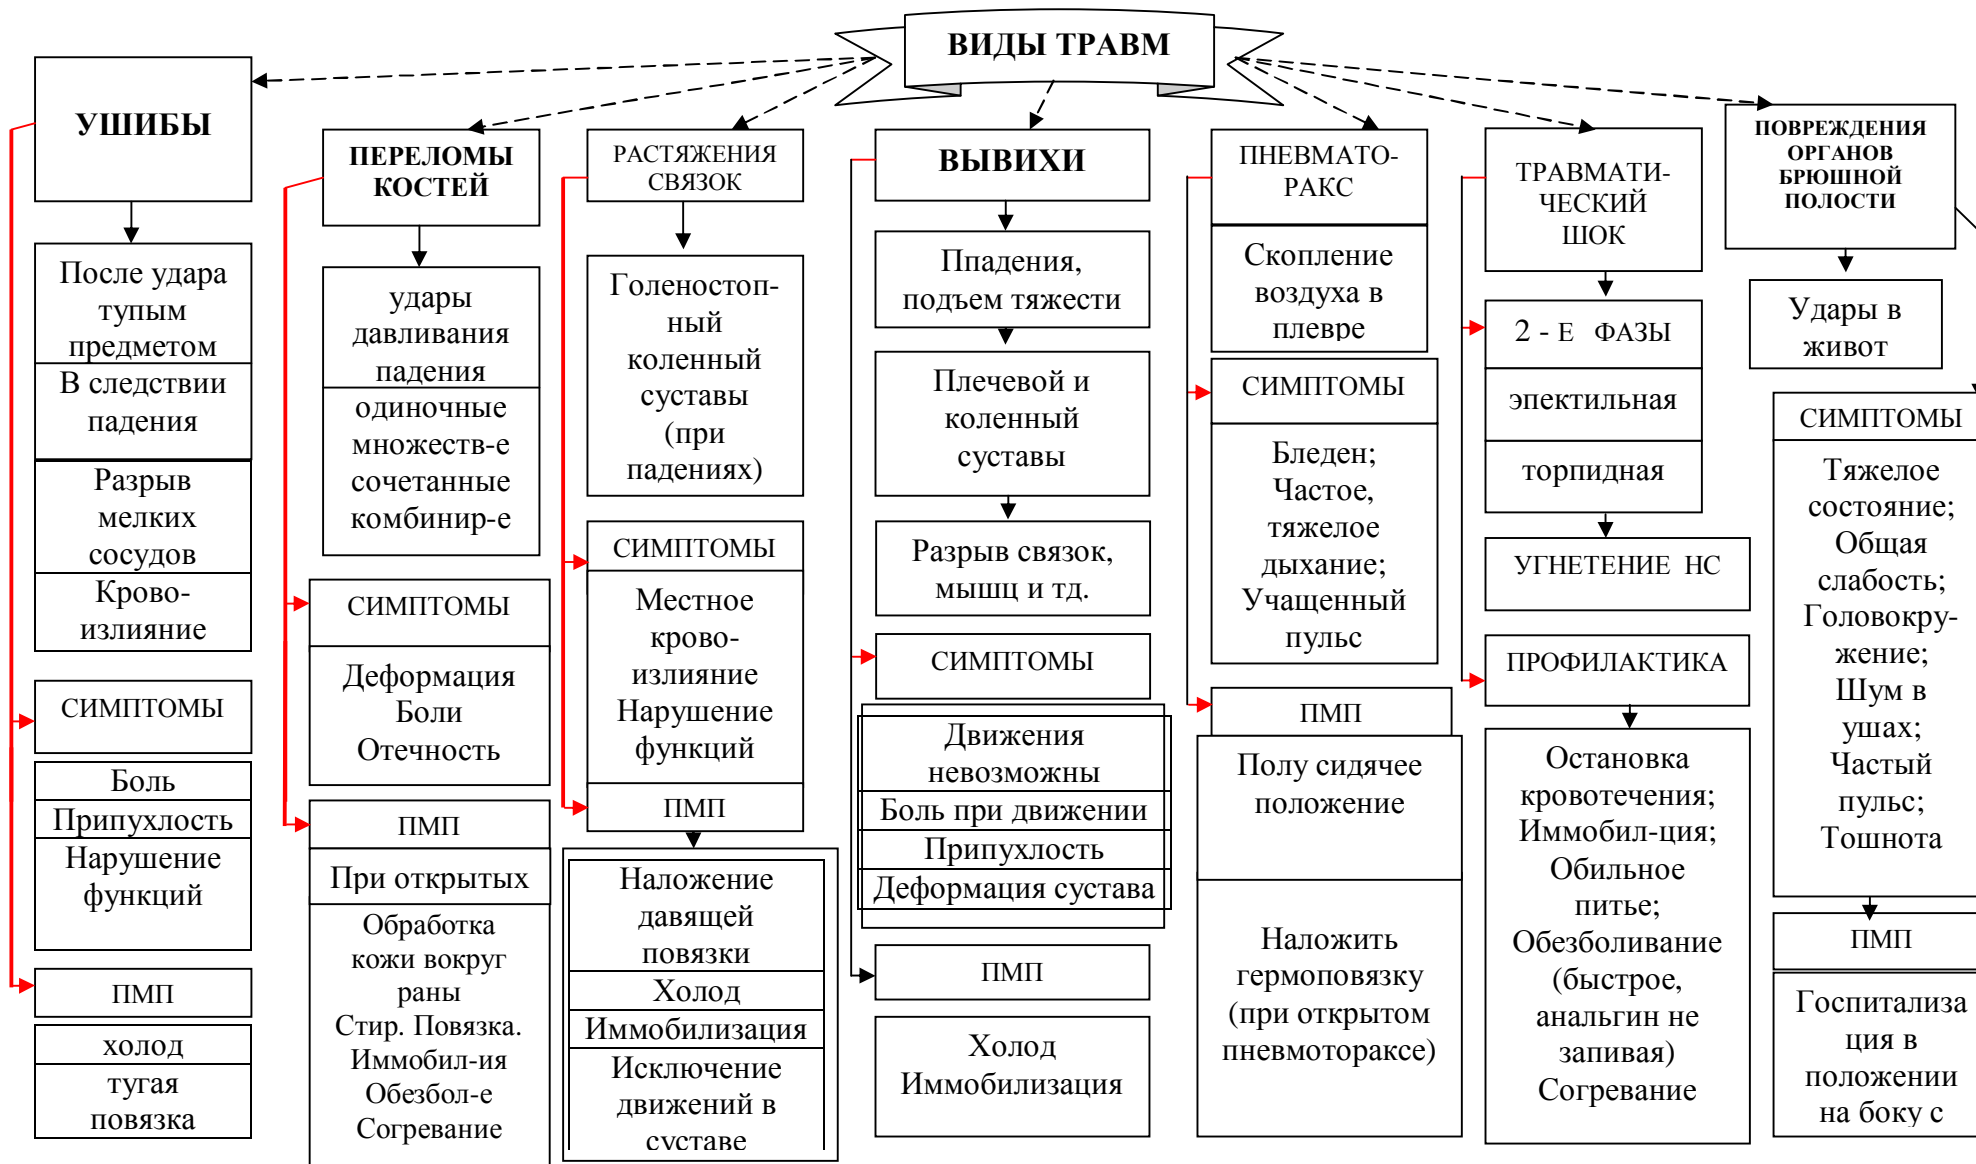 ВИДЫ ТРАВМ
УШИБЫ
После удара
тупым
предметом
В следствии
падения
Разрыв
мелких
сосудов
Крово-
излияние
СИМПТОМЫ
Боль
Припухлость
Нарушение
функций
ПМП
холод
тугая
повязка
ПЕРЕЛОМЫ
КОСТЕЙ
удары
давливания
падения
одиночные
множеств-е
сочетанные
комбинир-е
СИМПТОМЫ
Деформация
Боли
Отечность
ПМП
При открытых
Обработка
кожи вокруг
раны
Стир. Повязка.
Иммобил-ия
Обезбол-е
Согревание
РАСТЯЖЕНИЯ
СВЯЗОК
Голеностоп-
ный
коленный
суставы
(при
падениях)
СИМПТОМЫ
Местное
крово-
излияние
Нарушение
функций
ПМП
Наложение
давящей
повязки
Холод
Иммобилизация
Исключение
движений в
суставе
ВЫВИХИ
Ппадения,
подъем тяжести
Плечевой и
коленный
суставы
Разрыв связок,
мышц и тд.
СИМПТОМЫ
Движения
невозможны
Боль при движении
Припухлость
Деформация сустава
ПМП
Холод
Иммобилизация
ПНЕВМАТО-
РАКС
Скопление
воздуха в
плевре
СИМПТОМЫ
Бледен;
Частое,
тяжелое
дыхание;
Учащенный
пульс
ПМП
Полу сидячее
положение
Наложить
гермоповязку
(при открытом
пневмотораксе)
ТРАВМАТИ-
ЧЕСКИЙ
ШОК
2 - Е ФАЗЫ
эпектильная
торпидная
УГНЕТЕНИЕ НС
ПРОФИЛАКТИКА
Остановка
кровотечения;
Иммобил-ция;
Обильное
питье;
Обезболивание
(быстрое,
анальгин не
запивая)
Согревание
ПОВРЕЖДЕНИЯ
ОРГАНОВ
БРЮШНОЙ
ПОЛОСТИ
Удары в
живот
СИМПТОМЫ
Тяжелое
состояние;
Общая
слабость;
Головокру-
жение;
Шум в
ушах;
Частый
пульс;
Тошнота
ПМП
Госпитализа
ция в
положении
на боку с